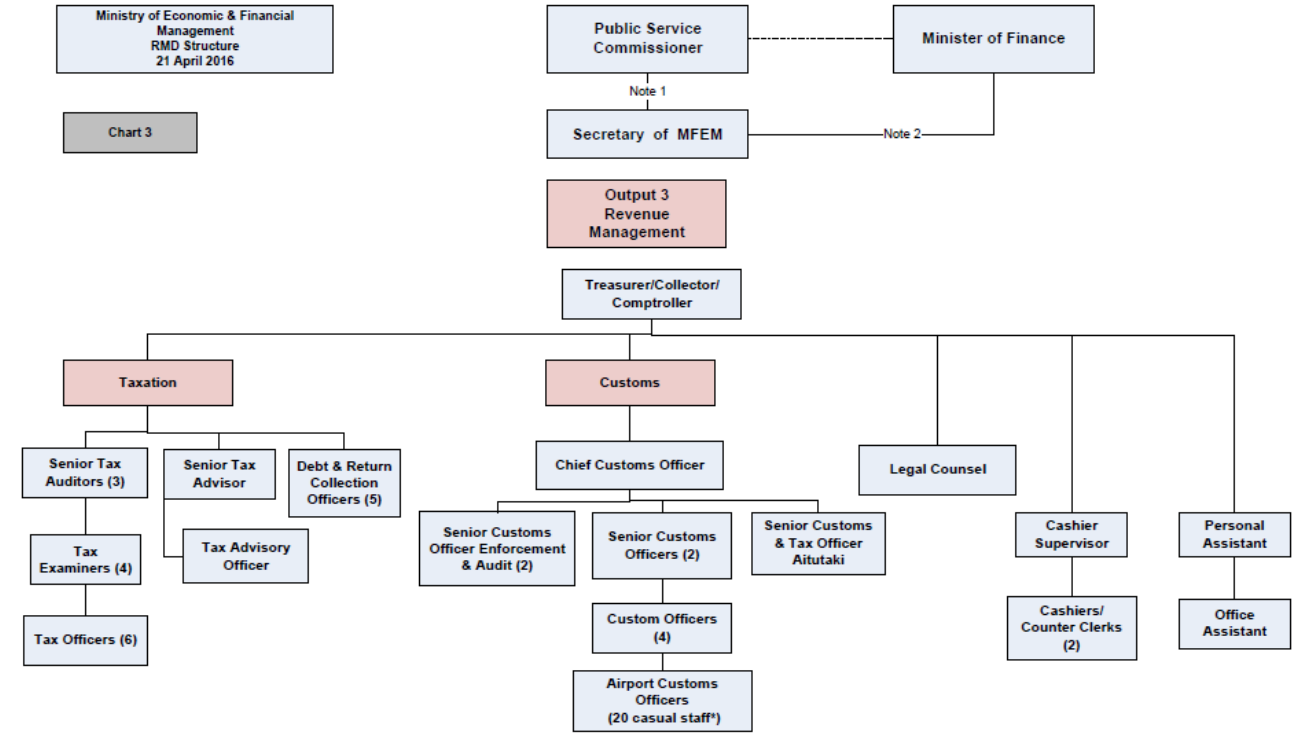 Ministry of Economic & Financial
Management
RMD Structure
21 April 2016
Public Service
Commissioner
Minister of Finance
Note 1
Chart 3
Secretary of MFEM
Note 2
Output 3
Revenue
Management
Treasurer/Collector/
Comptroller
Taxation
Customs
Senior Tax
Auditors (3)
Senior Tax
Advisor
Debt & Return
Collection
Officers (5)
Chief Customs Officer
Legal Counsel
Tax
Examiners (4)
Tax Advisory
Officer
Senior Customs
Officer Enforcement
& Audit (2)
Senior Customs
Officers (2)
Senior Customs
& Tax Officer
Aitutaki
Cashier
Supervisor
Personal
Assistant
Tax Officers (6)
Custom Officers
(4)
Cashiers/
Counter Clerks
(2)
Office
Assistant
Airport Customs
Officers
(20 casual staff*)